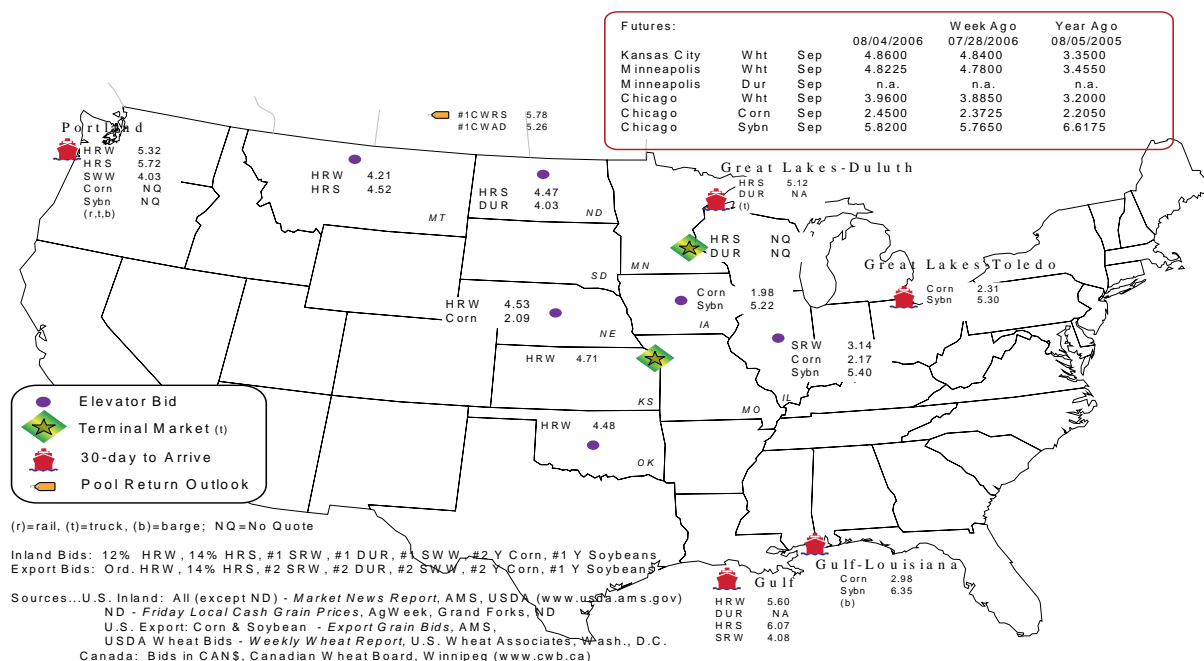 Futures: Week Ago Year Ago
08/04/2006 07/28/2006 08/05/2005
Kansas City Wht Sep 4.8600 4.8400 3.3500
Minneapolis Wht Sep 4.8225 4.7800 3.4550
Minneapolis Dur Sep n.a. n.a. n.a.
Chicago Wht Sep 3.9600 3.8850 3.2000
Chicago Corn Sep 2.4500 2.3725 2.2050
Chicago Sybn Sep 5.8200 5.7650 6.6175
#1CWRS 5.78
#1CWAD 5.26
Portland
HRW 5.32
HRS 5.72
SWW 4.03
Corn NQ
Sybn NQ
(r,t,b)
HRW 4.21
HRS 4.52
MT
HRS 4.47
DUR 4.03
ND
Great Lakes-Duluth
HRS 5.12
DUR NA
(t)
HRS NQ
DUR NQ
MN
SD
Great Lakes-Toledo
Corn 2.31
Sybn 5.30
HRW 4.53
Corn 2.09
NE
Corn 1.98
Sybn 5.22
IA
SRW 3.14
Corn 2.17
Sybn 5.40
IL
HRW 4.71
KS
MO
HRW 4.48
OK
Elevator Bid
Terminal Market (t)
30-day to Arrive
Pool Return Outlook
Gulf-Louisiana
Corn 2.98
Sybn 6.35
(b)
Gulf
HRW 5.60
DUR NA
HRS 6.07
SRW 4.08
(r)=rail, (t)=truck, (b)=barge; NQ=No Quote
Inland Bids: 12% HRW, 14% HRS, #1 SRW, #1 DUR, #1 SWW, #2 Y Corn, #1 Y Soybeans
Export Bids: Ord. HRW, 14% HRS, #2 SRW, #2 DUR, #2 SWW, #2 Y Corn, #1 Y Soybeans
Sources...U.S. Inland: All (except ND) - Market News Report, AMS, USDA (www.usda.ams.gov)
ND - Friday Local Cash Grain Prices, AgWeek, Grand Forks, ND
U.S. Export: Corn & Soybean - Export Grain Bids, AMS,
USDA Wheat Bids - Weekly Wheat Report, U.S. Wheat Associates, Wash., D.C.
Canada: Bids in CAN$, Canadian Wheat Board, Winnipeg (www.cwb.ca)